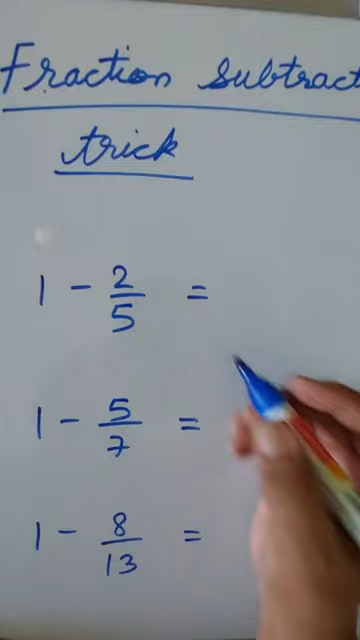 Fraction subtract
trick
1 - 2/5 =
1 - 5/7 =
1 - 8/13 =